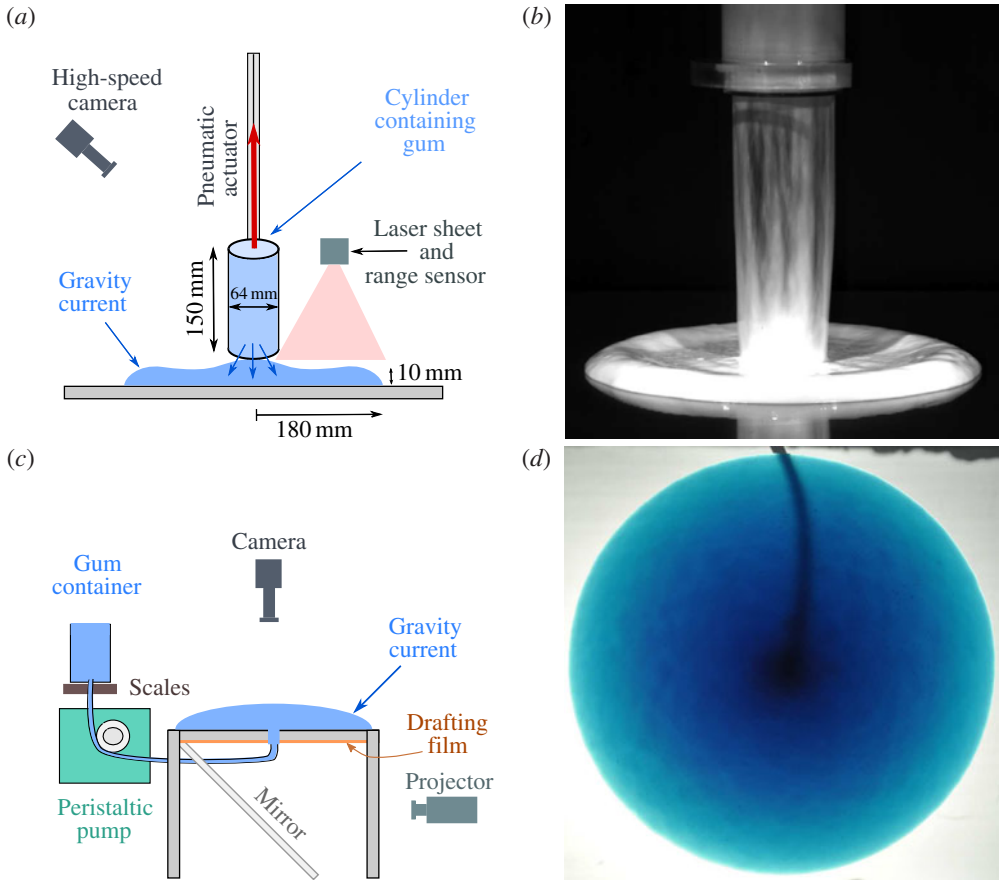 (a)
High-speed
camera
Pneumatic
actuator
Cylinder
containing
gum
Laser sheet
and
range sensor
Gravity
current
150 mm
64 mm
10 mm
180 mm
(b)
(c)
Camera
Gum
container
Gravity
current
Scales
Drafting
film
Projector
Mirror
Peristaltic
pump
(d)